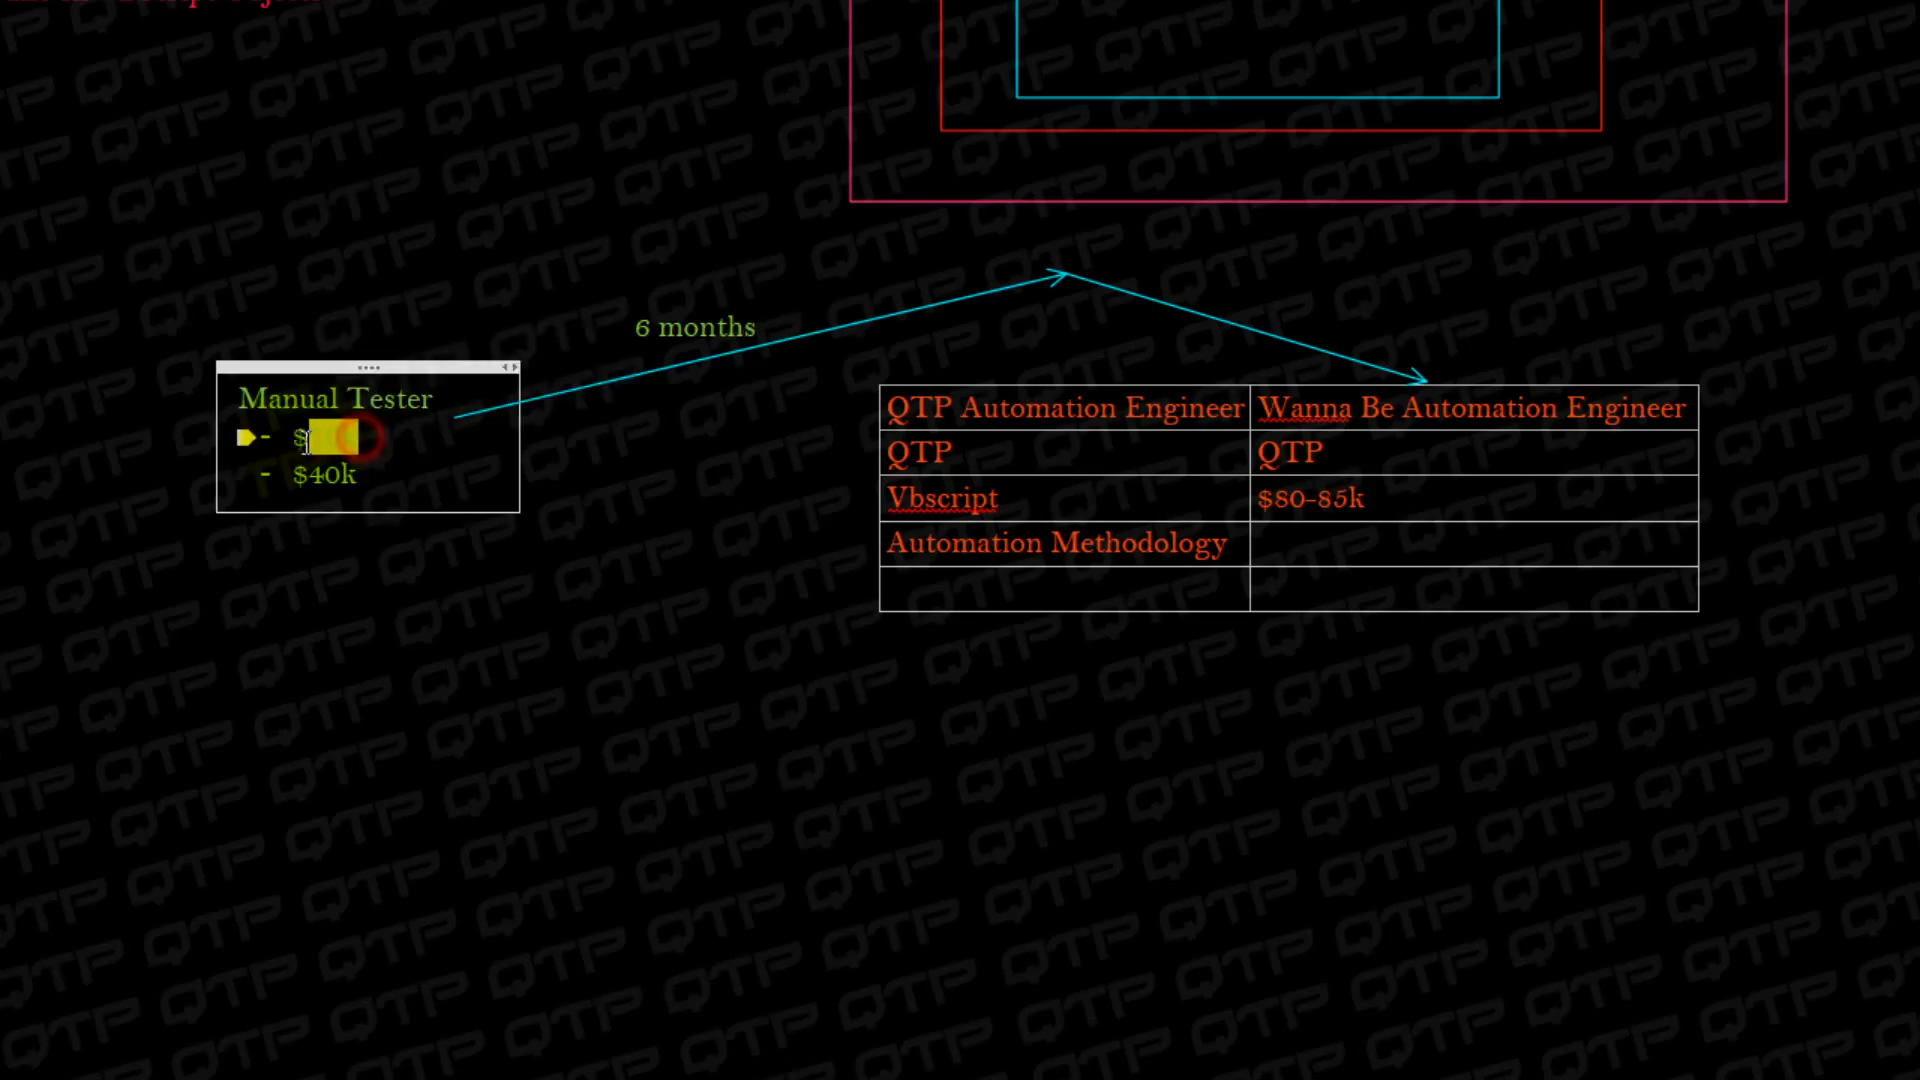 6 months
Manual Tester
- $
- $40k
QTP Automation Engineer Wanna Be Automation Engineer
QTP QTP
Vbscript $80-85k
Automation Methodology